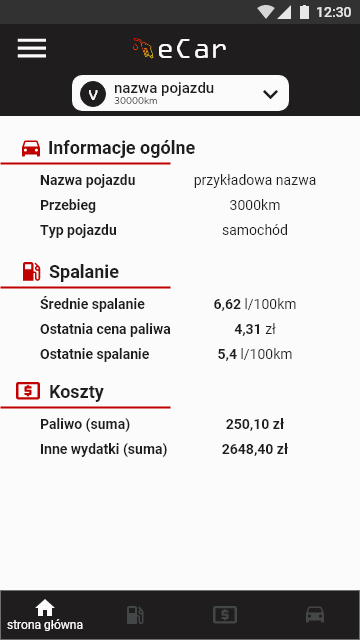 12:30
eCar
V
nazwa pojazdu
30000km
Informacje ogólne
Nazwa pojazdu przykładowa nazwa
Przebieg 3000km
Typ pojazdu samochód
Spalanie
Średnie spalanie 6,62 l/100km
Ostatnia cena paliwa 4,31 zł
Ostatnie spalanie 5,4 l/100km
Koszty
Paliwo (suma) 250,10 zł
Inne wydatki (suma) 2648,40 zł
strona główna